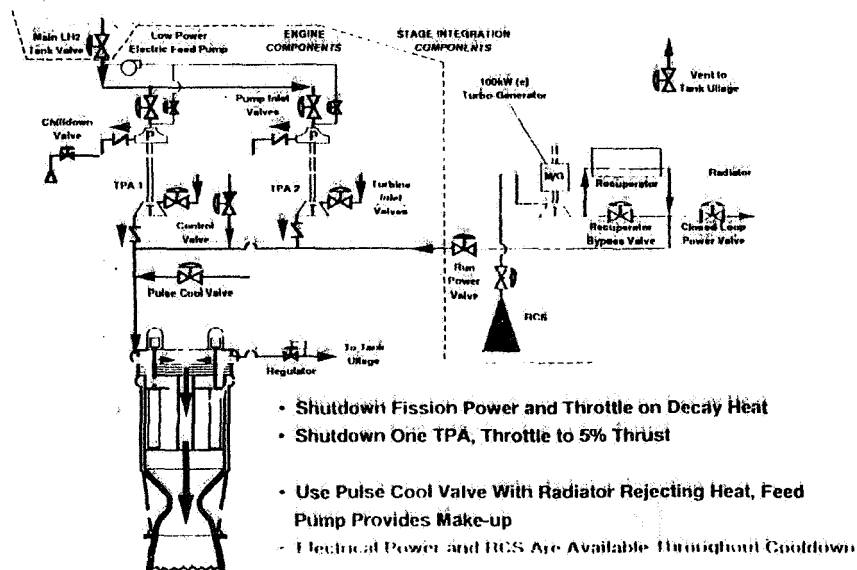 Main LH2
Tank Valve
Low Power
Electric Feed Pump
ENGINE
COMPONENTS
STAGE INTEGRATION
COMPONENTS
Vent to
Tank Ullage
100kW (e)
Turbo Generator
Pump Inlet
Valves
Chilldown
Valve
P
P
M/G
Recuperator
Radiator
TPA 1
TPA 2
T
T
Turbine
Inlet
Valves
Control
Valve
Recuperator
Bypass Valve
Closed Loop
Power Valve
Run
Power
Valve
Pulse Cool Valve
RCS
To Tank
Ullage
Regulator
• Shutdown Fission Power and Throttle on Decay Heat
• Shutdown One TPA, Throttle to 5% Thrust
• Use Pulse Cool Valve With Radiator Rejecting Heat, Feed
Pump Provides Make-up
- Electrical Power and RCS Are Available Throughout Cooldown